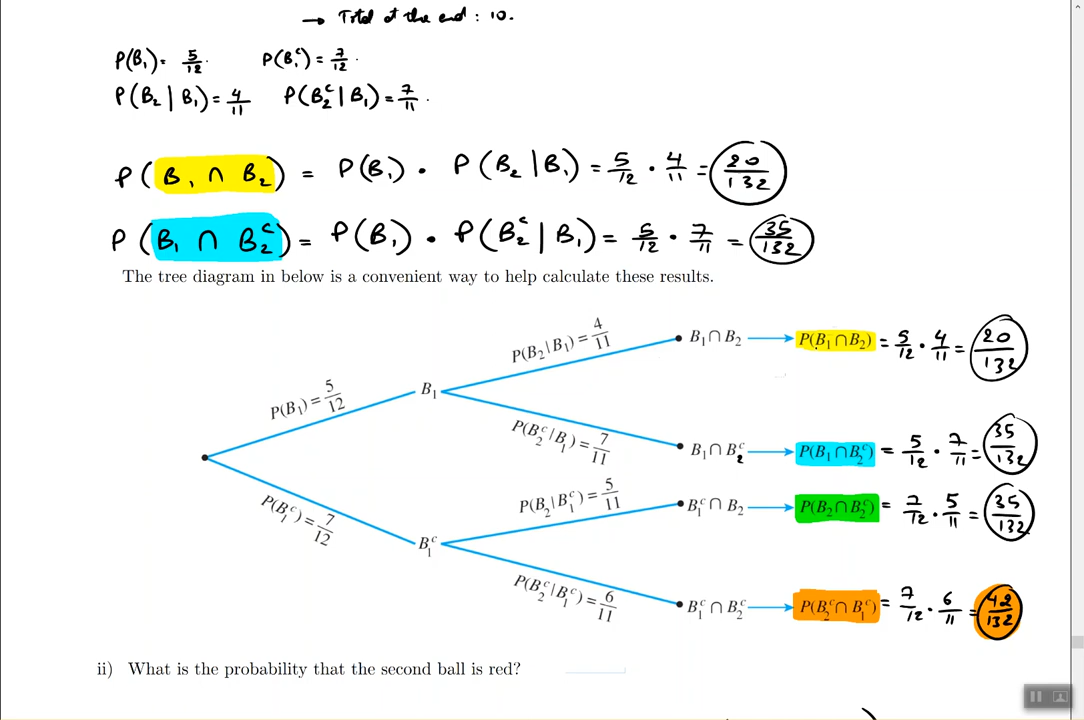 → Total at the end : 10.
P(B₁) = 5/12 . P(B₁ᶜ) = 7/12 .
P(B₂ | B₁) = 4/11 P(B₂ᶜ | B₁) = 7/11 .
P(B₁ ∩ B₂) = P(B₁) · P(B₂ | B₁) = 5/12 · 4/11 = 20/132
P(B₁ ∩ B₂ᶜ) = P(B₁) · P(B₂ᶜ | B₁) = 5/12 · 7/11 = 35/132
The tree diagram in below is a convenient way to help calculate these results.
P(B₂ | B₁) = 4/11
B₁ ∩ B₂ → P(B₁ ∩ B₂) = 5/12 · 4/11 = 20/132
P(B₁) = 5/12
B₁
P(B₂ᶜ | B₁) = 7/11
B₁ ∩ B₂ᶜ → P(B₁ ∩ B₂ᶜ) = 5/12 · 7/11 = 35/132
P(B₂ | B₁ᶜ) = 5/11
B₁ᶜ ∩ B₂ → P(B₂ ∩ B₂ᶜ) = 7/12 · 5/11 = 35/132
P(B₁ᶜ) = 7/12
B₁ᶜ
P(B₂ᶜ | B₁ᶜ) = 6/11
B₁ᶜ ∩ B₂ᶜ → P(B₂ᶜ ∩ B₁ᶜ) = 7/12 · 6/11 = 42/132
ii) What is the probability that the second ball is red?